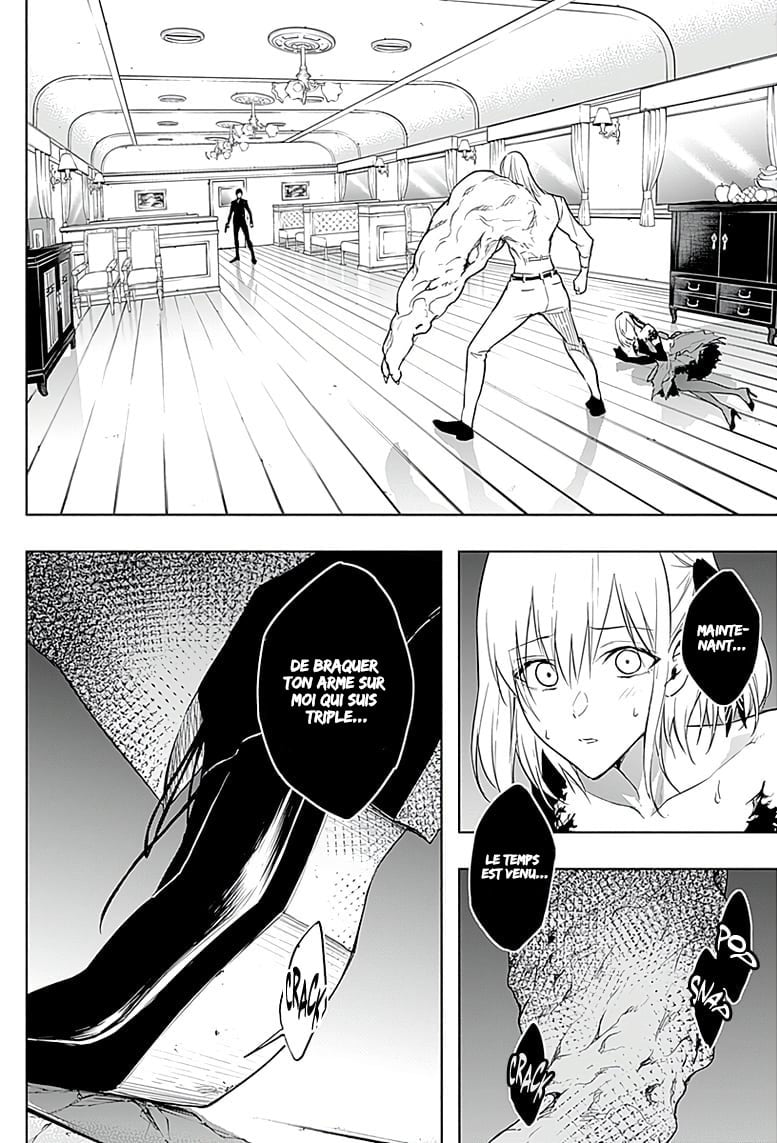 MAINTE-
NANT...
LE TEMPS
EST VENU...
POP
SNAP
CRACK
DE BRAQUER
TON ARME SUR
MOI QUI SUIS
TRIPLE...
CRACK